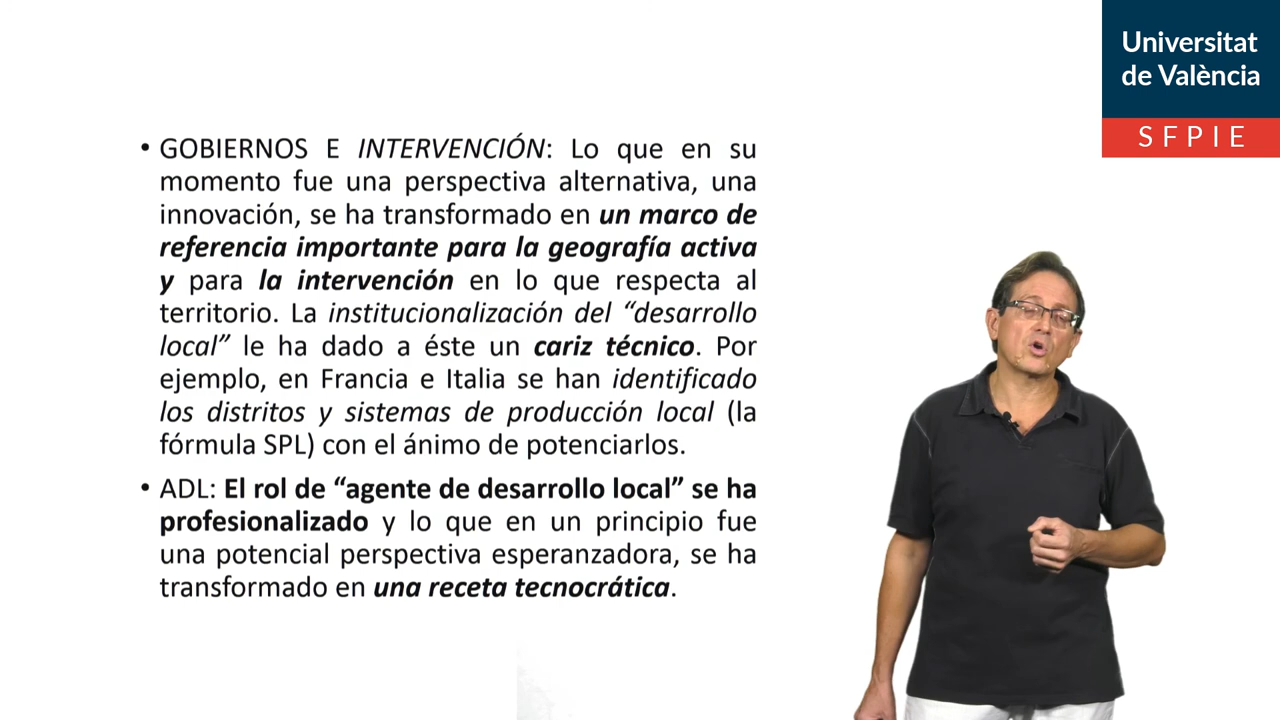 Universitat
de València
SFPIE
• GOBIERNOS E INTERVENCIÓN: Lo que en su
momento fue una perspectiva alternativa, una
innovación, se ha transformado en un marco de
referencia importante para la geografía activa
y para la intervención en lo que respecta al
territorio. La institucionalización del “desarrollo
local” le ha dado a éste un cariz técnico. Por
ejemplo, en Francia e Italia se han identificado
los distritos y sistemas de producción local (la
fórmula SPL) con el ánimo de potenciarlos.
• ADL: El rol de “agente de desarrollo local” se ha
profesionalizado y lo que en un principio fue
una potencial perspectiva esperanzadora, se ha
transformado en una receta tecnocrática.